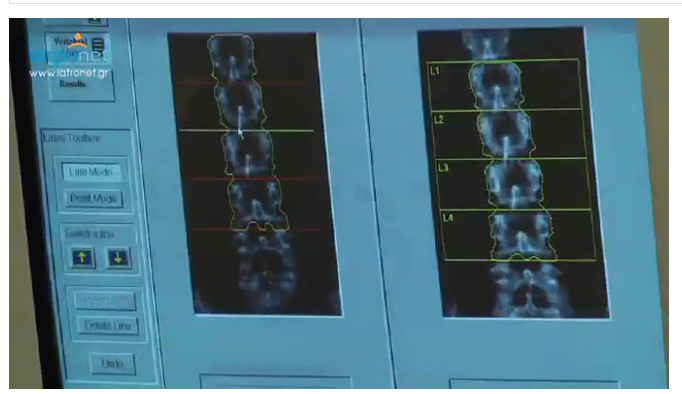 Vertebral
iatronet
www.iatronet.gr
Results
Lines Toolbox
Line Mode
Point Mode
Select a line
Delete Line
Undo
L1
L2
L3
L4